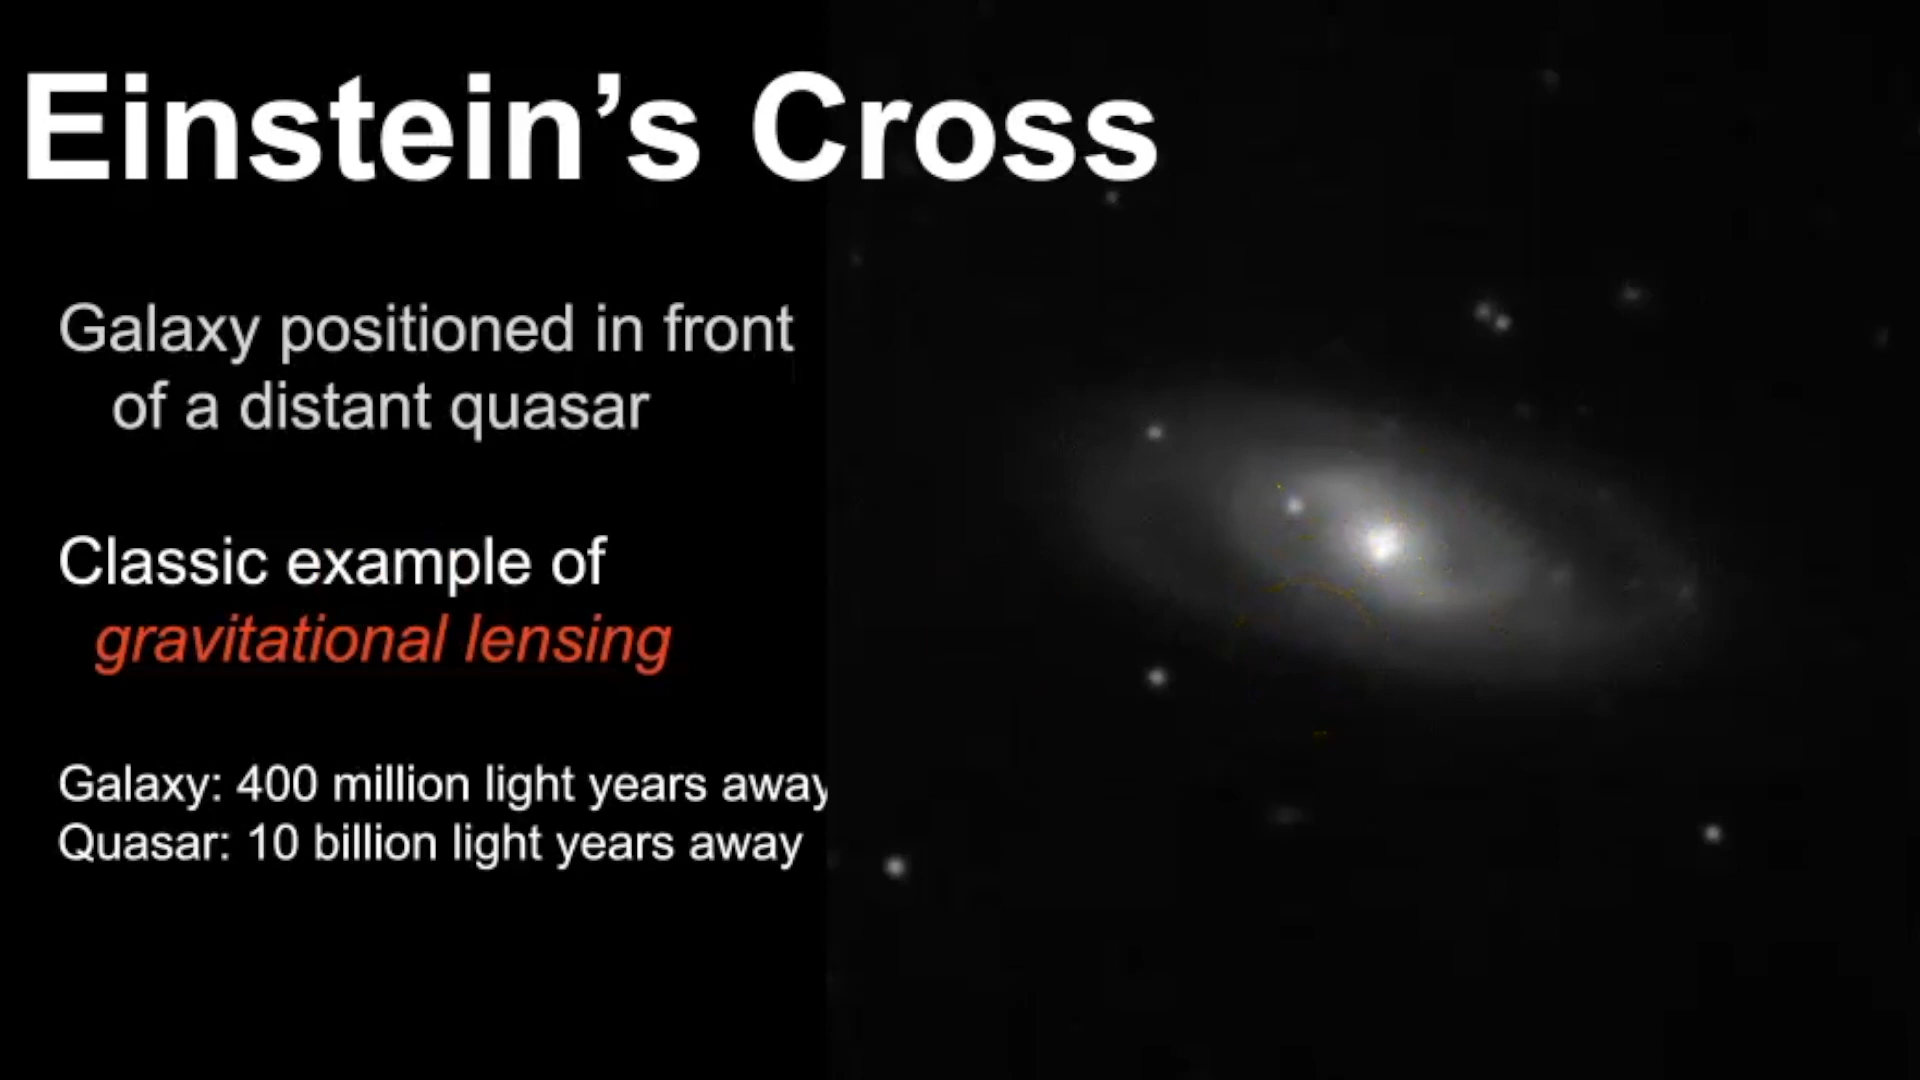 Einstein’s Cross
Galaxy positioned in front
of a distant quasar
Classic example of
gravitational lensing
Galaxy: 400 million light years away
Quasar: 10 billion light years away